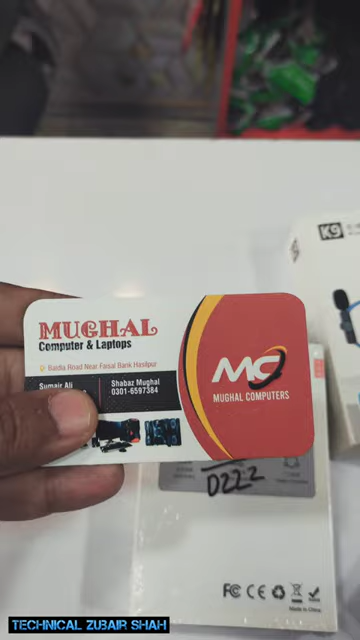 K9
MUGHAL
Computer & Laptops
Baldia Road Near Faisal Bank Hasilpur
Sumair Ali
Shabaz Mughal
0301-6597384
MC
MUGHAL COMPUTERS
D222
FC CE
Made in China
TECHNICAL ZUBAIR SHAH